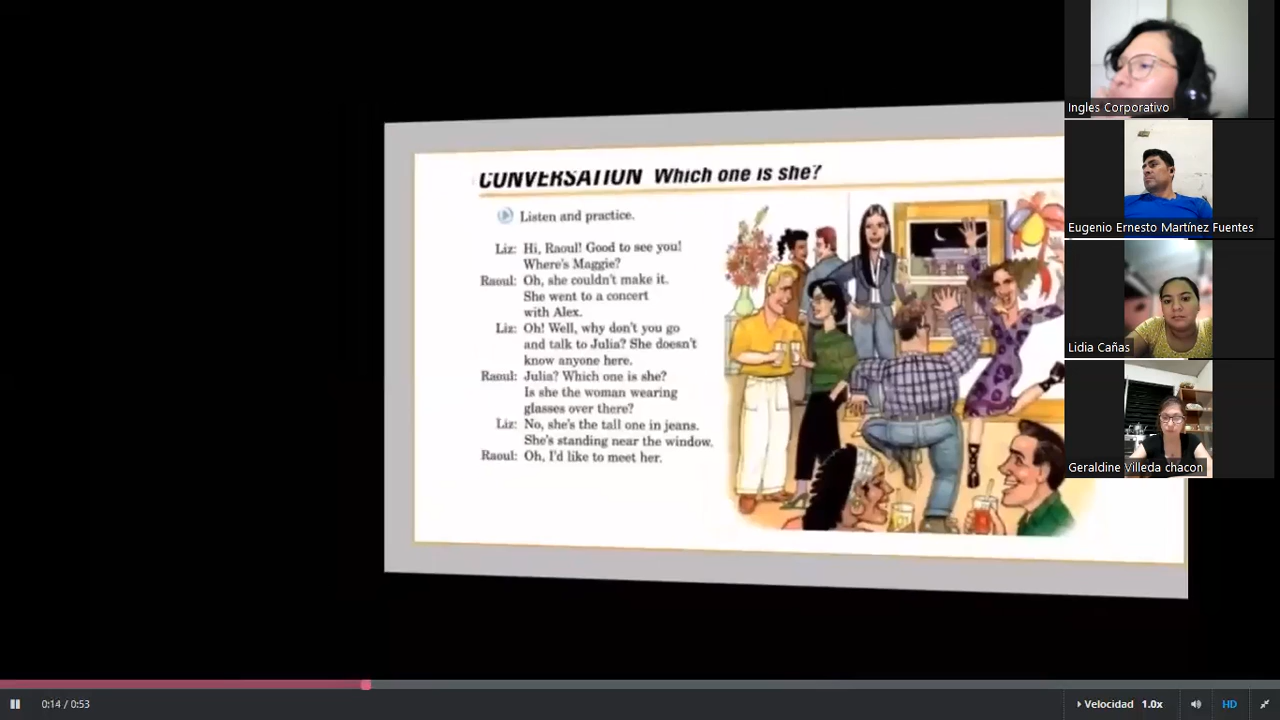 CONVERSATION Which one is she?
Listen and practice.
Liz: Hi, Raoul! Good to see you!
Where's Maggie?
Raoul: Oh, she couldn't make it.
She went to a concert
with Alex.
Liz: Oh! Well, why don't you go
and talk to Julia? She doesn't
know anyone here.
Raoul: Julia? Which one is she?
Is she the woman wearing
glasses over there?
Liz: No, she's the tall one in jeans.
She's standing near the window.
Raoul: Oh, I'd like to meet her.
Ingles Corporativo
Eugenio Ernesto Martínez Fuentes
Lidia Cañas
Geraldine Villeda chacon
0:14 / 0:53
Velocidad 1.0x
HD